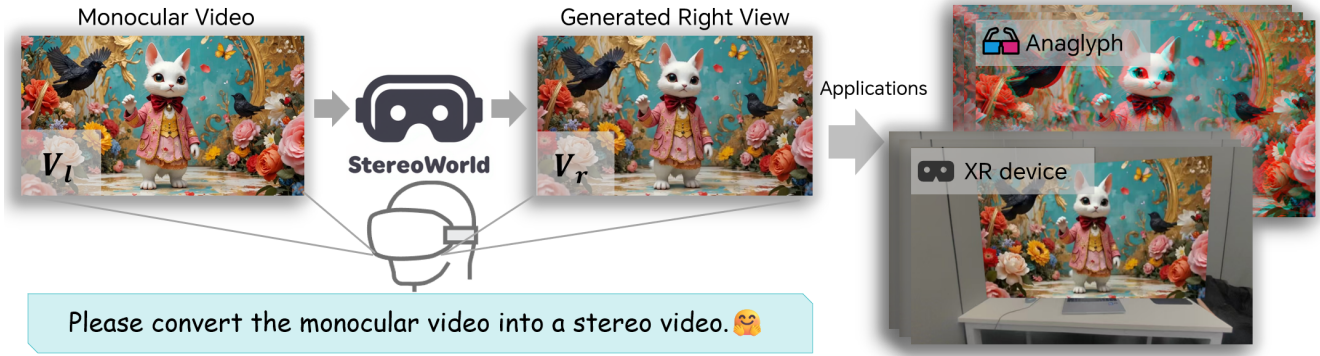 Monocular Video
Generated Right View
Anaglyph
Applications
V_l
StereoWorld
V_r
XR device
Please convert the monocular video into a stereo video.🤗